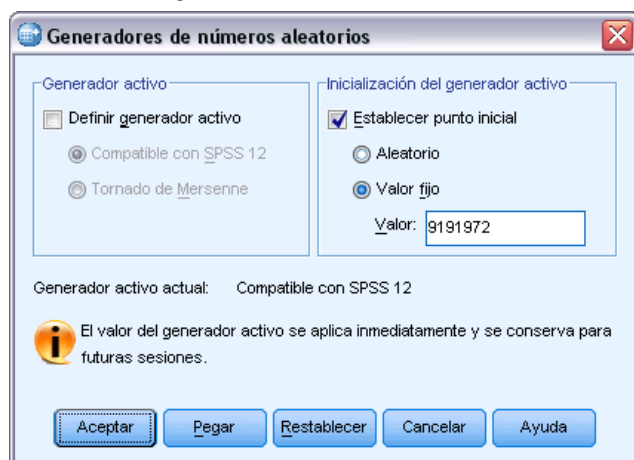 Generadores de números aleatorios
Generador activo
Definir generador activo
Compatible con SPSS 12
Tornado de Mersenne
Inicialización del generador activo
Establecer punto inicial
Aleatorio
Valor fijo
Valor: 9191972
Generador activo actual: Compatible con SPSS 12
El valor del generador activo se aplica inmediatamente y se conserva para
futuras sesiones.
Aceptar Pegar Restablecer Cancelar Ayuda